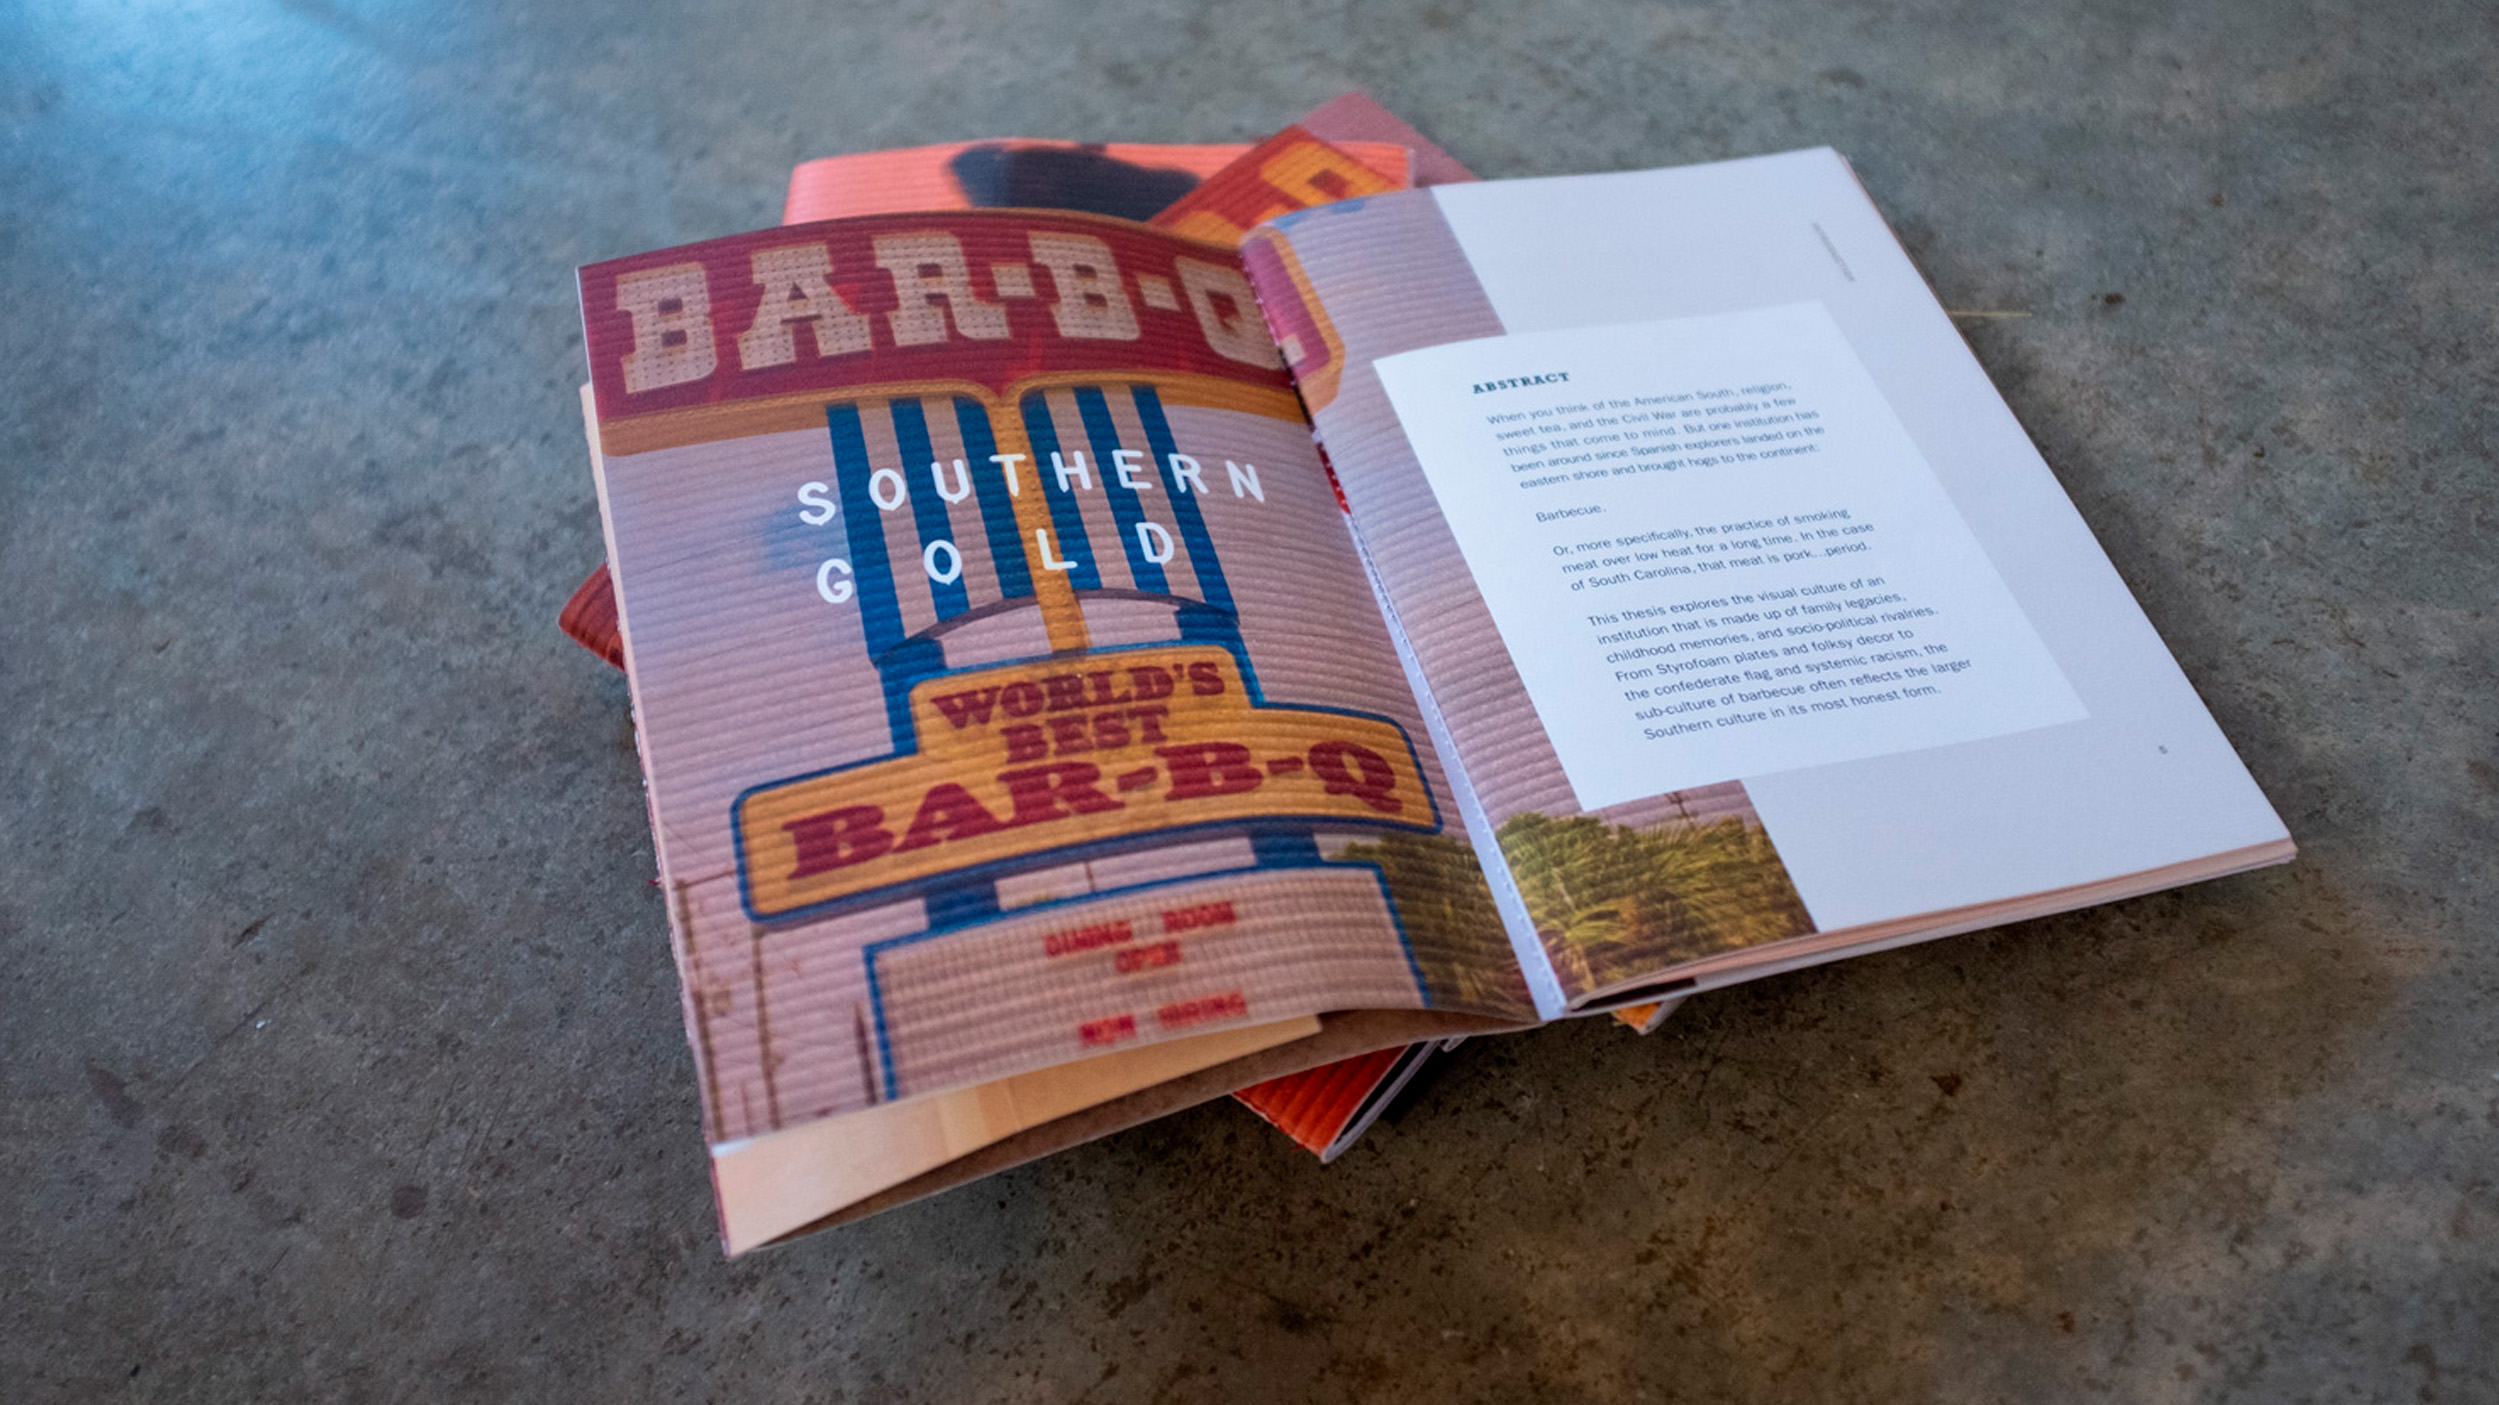 BAR-B-Q
SOUTHERN
GOLD
WORLD'S
BEST
BAR-B-Q
DINING ROOM
OPEN
NOW HIRING
ABSTRACT
When you think of the American South, religion,
sweet tea, and the Civil War are probably a few
things that come to mind. But one institution has
been around since Spanish explorers landed on the
eastern shore and brought hogs to the continent:
Barbecue.
Or, more specifically, the practice of smoking
meat over low heat for a long time. In the case
of South Carolina, that meat is pork...period.
This thesis explores the visual culture of an
institution that is made up of family legacies,
childhood memories, and socio-political rivalries.
From Styrofoam plates and folksy decor to
the confederate flag and systemic racism, the
sub-culture of barbecue often reflects the larger
Southern culture in its most honest form.